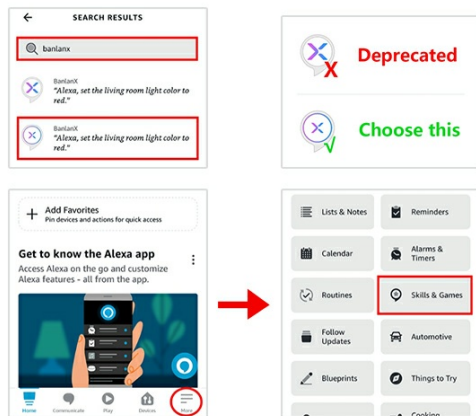 SEARCH RESULTS
banlanx
BanlanX
"Alexa, set the living room light color to
red."
BanlanX
"Alexa, set the living room light color to
red."
Deprecated
Choose this
Add Favorites
Pin devices and actions for quick access
Get to know the Alexa app
Access Alexa on the go and customize
Alexa features - all from the app.
Home Communicate Play Devices More
Lists & Notes
Reminders
Calendar
Alarms &
Timers
Routines
Skills & Games
Follow
Updates
Automotive
Blueprints
Things to Try
Cooking